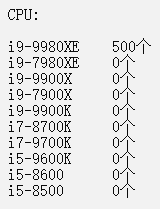 CPU:
i9-9980XE    500个
i9-7980XE    0个
i9-9900X     0个
i9-7900X     0个
i9-9900K     0个
i7-8700K     0个
i7-9700K     0个
i5-9600K     0个
i5-8600      0个
i5-8500      0个